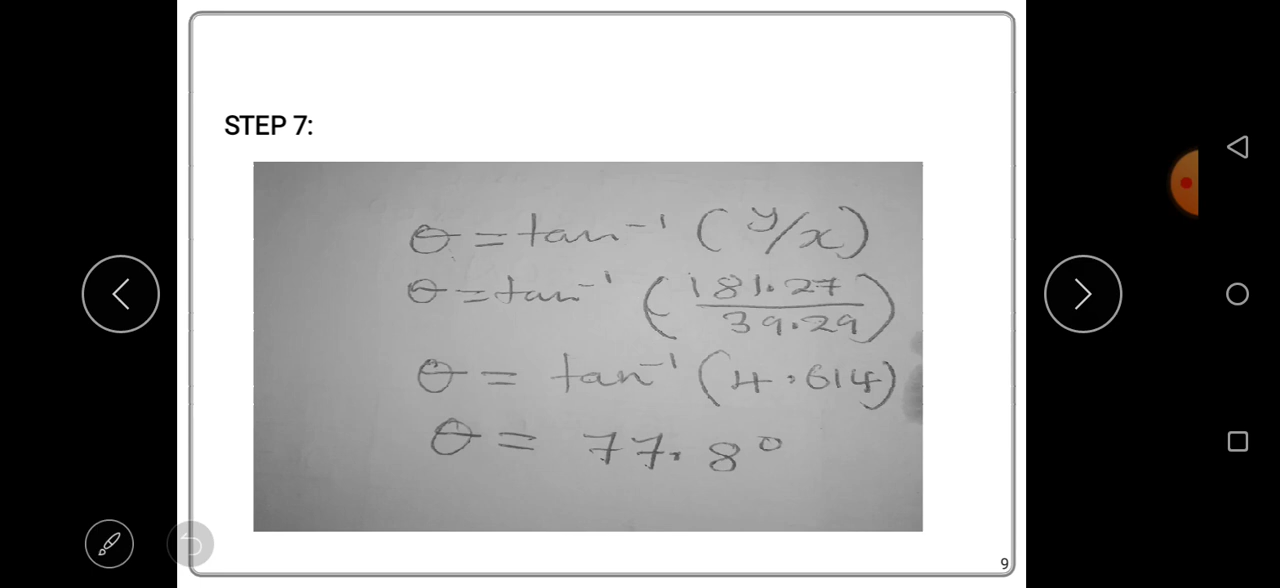 STEP 7:
θ = tan⁻¹ (y/x)
θ = tan⁻¹ (181.27/39.29)
θ = tan⁻¹ (4.614)
θ = 77.8°
9